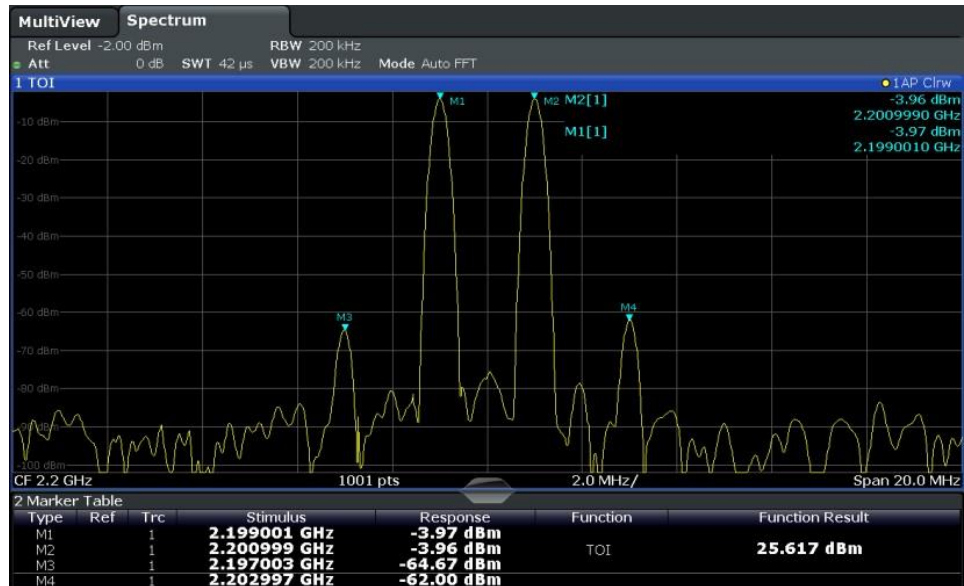 MultiView Spectrum
Ref Level -2.00 dBm RBW 200 kHz
Att 0 dB SWT 42 µs VBW 200 kHz Mode Auto FFT
1 TOI 1AP Clrw
M1 M2 M2[1] -3.96 dBm
2.2009990 GHz
M1[1] -3.97 dBm
2.1990010 GHz
-10 dBm
-20 dBm
-30 dBm
-40 dBm
-50 dBm
-60 dBm
M3
M4
-70 dBm
-80 dBm
-90 dBm
-100 dBm
CF 2.2 GHz 1001 pts 2.0 MHz/ Span 20.0 MHz
2 Marker Table
Type Ref Trc Stimulus Response Function Function Result
M1 1 2.199001 GHz -3.97 dBm
M2 1 2.200999 GHz -3.96 dBm TOI 25.617 dBm
M3 1 2.197003 GHz -64.67 dBm
M4 1 2.202997 GHz -62.00 dBm